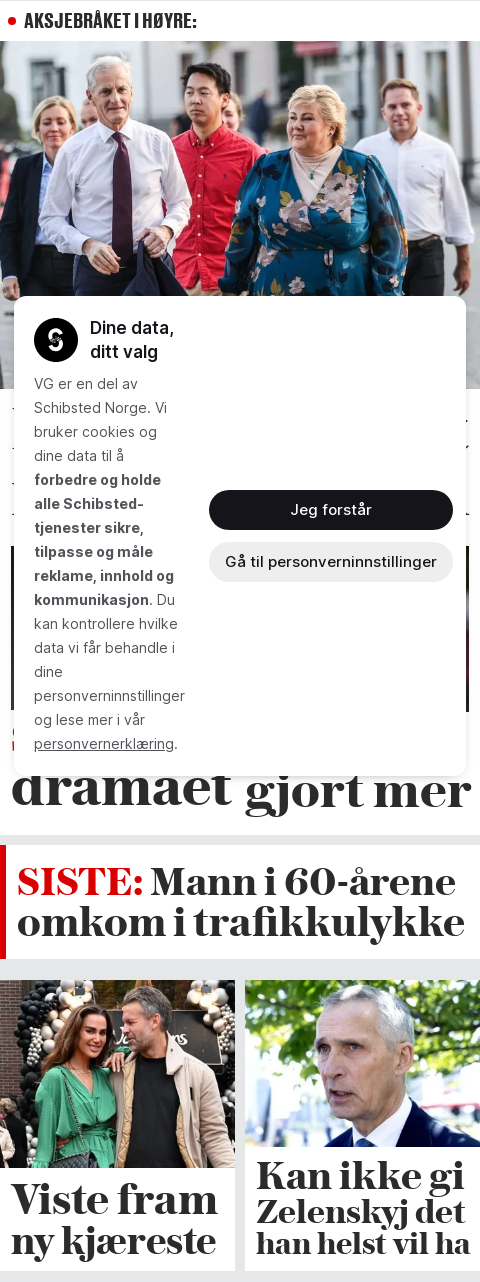 AKSJEBRÅKET I HØYRE:
Dine data,
ditt valg
VG er en del av
Schibsted Norge. Vi
bruker cookies og
dine data til å
forbedre og holde
alle Schibsted-
tjenester sikre,
tilpasse og måle
reklame, innhold og
kommunikasjon. Du
kan kontrollere hvilke
data vi får behandle i
dine
personverninnstillinger
og lese mer i vår
personvernerklæring.
Jeg forstår
Gå til personverninnstillinger
dramaet
gjort mer
SISTE: Mann i 60-årene
omkom i trafikkulykke
Viste fram
ny kjæreste
Kan ikke gi
Zelenskyj det
han helst vil ha